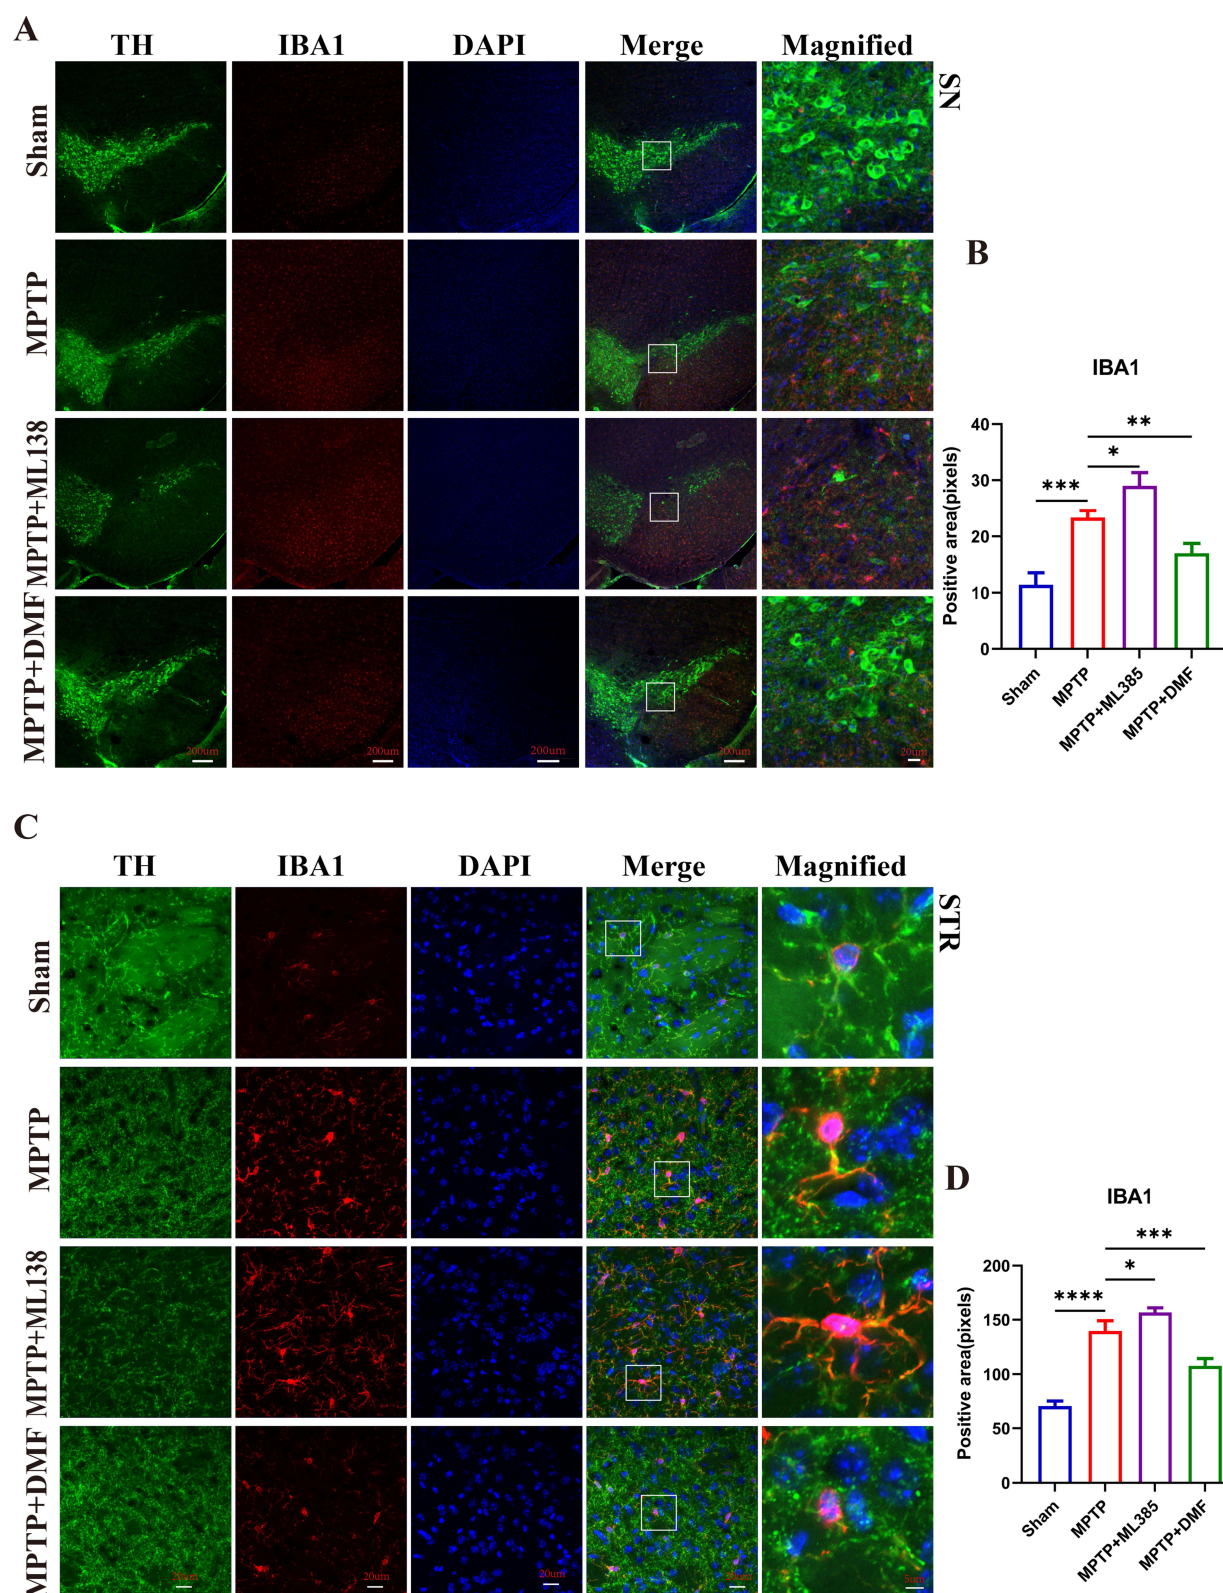 A
TH IBA1 DAPI Merge Magnified
SN
Sham
MPTP
MPTP+ML138
MPTP+DMF
200um 200um 200um 200um 20um
B
IBA1
Positive area(pixels)
40
30
20
10
0
***
*
**
Sham MPTP MPTP+ML385 MPTP+DMF
C
TH IBA1 DAPI Merge Magnified
STR
Sham
MPTP
MPTP+ML138
MPTP+DMF
20um 20um 20um 20um 5um
D
IBA1
Positive area(pixels)
200
150
100
50
0
****
*
***
Sham MPTP MPTP+ML385 MPTP+DMF